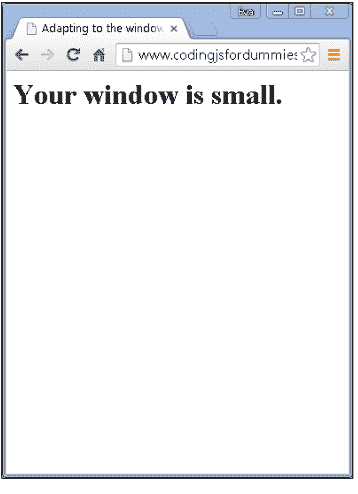 Eva
Adapting to the window
www.codingjsfordummies
Your window is small.